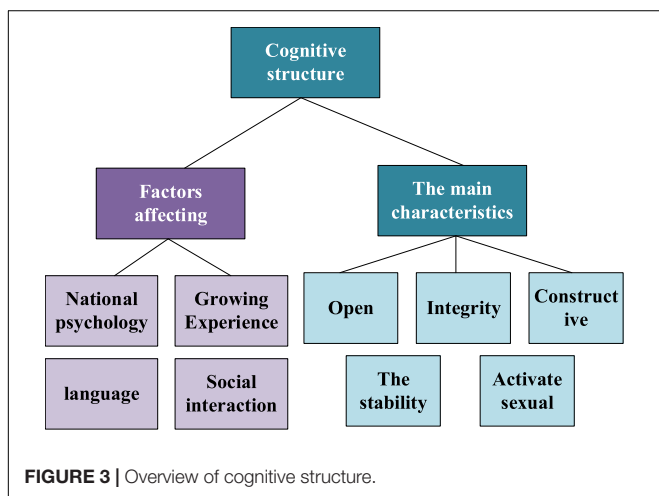 Cognitive
structure
Factors
affecting
The main
characteristics
National
psychology
Growing
Experience
Open
Integrity
Construct
ive
language
Social
interaction
The
stability
Activate
sexual
FIGURE 3 | Overview of cognitive structure.